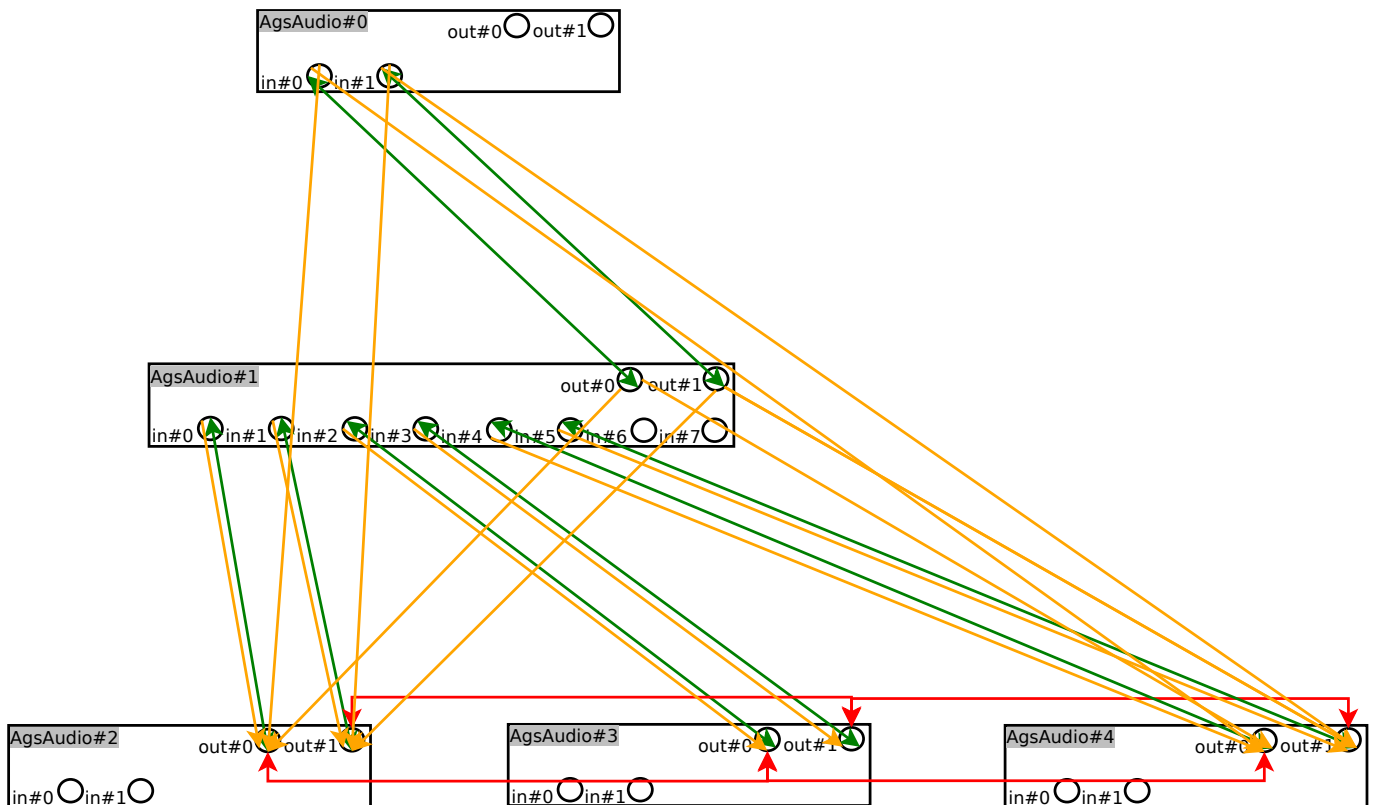 AgsAudio#0
out#0 out#1
in#0 in#1
AgsAudio#1
out#0 out#1
in#0 in#1 in#2 in#3 in#4 in#5 in#6 in#7
AgsAudio#2 AgsAudio#3 AgsAudio#4
out#0 out#1 out#0 out#1 out#0 out#1
in#0 in#1 in#0 in#1 in#0 in#1